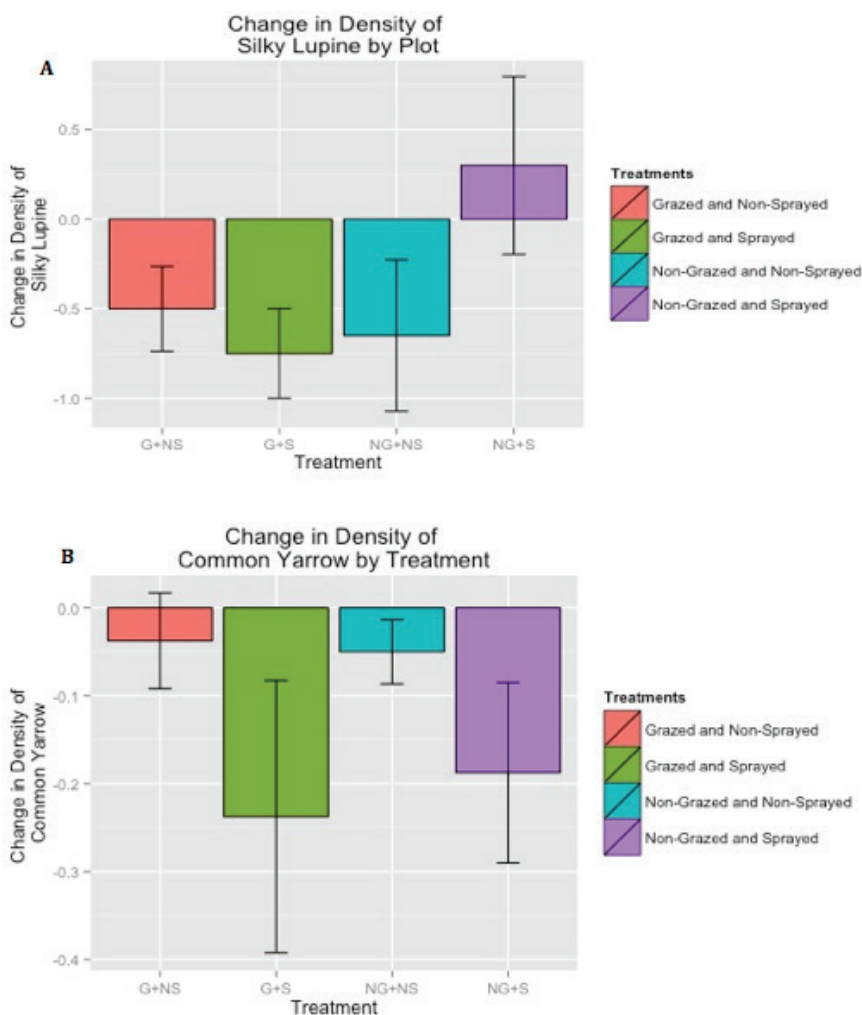 A
Change in Density of
Silky Lupine by Plot
Change in Density of
Silky Lupine
0.5
0.0
-0.5
-1.0
G+NS
G+S
NG+NS
NG+S
Treatment
Treatments
Grazed and Non-Sprayed
Grazed and Sprayed
Non-Grazed and Non-Sprayed
Non-Grazed and Sprayed
B
Change in Density of
Common Yarrow by Treatment
Change in Density of
Common Yarrow
0.0
-0.1
-0.2
-0.3
-0.4
G+NS
G+S
NG+NS
NG+S
Treatment
Treatments
Grazed and Non-Sprayed
Grazed and Sprayed
Non-Grazed and Non-Sprayed
Non-Grazed and Sprayed